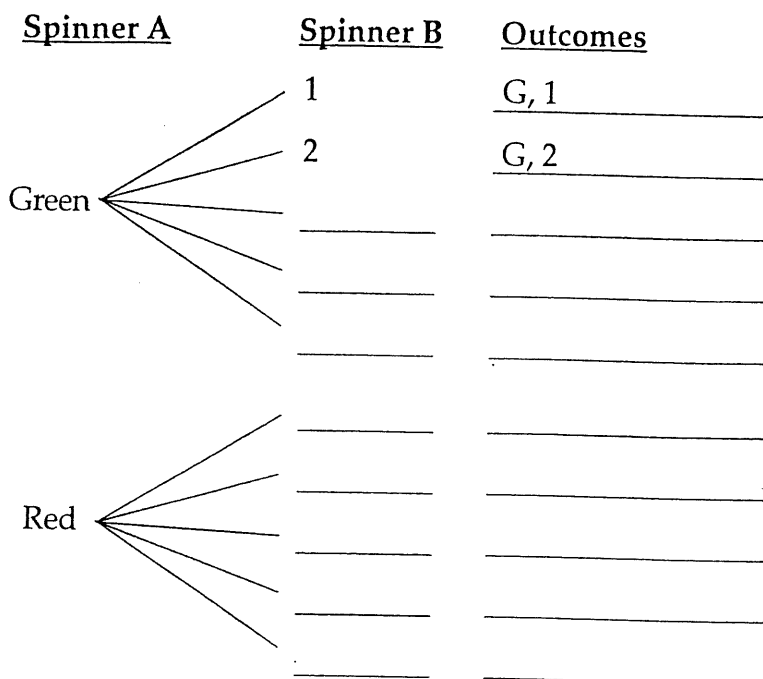 Spinner A Spinner B Outcomes
1 G, 1
2 G, 2
Green
Red